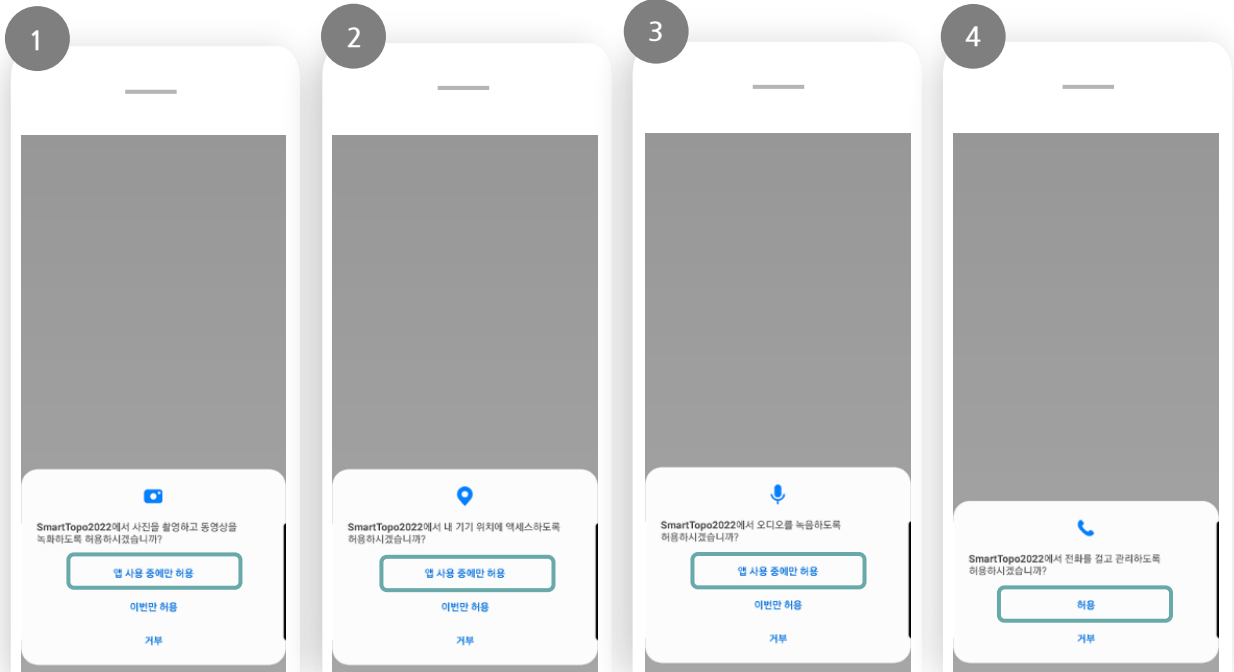 1
SmartTopo2022에서 사진을 촬영하고 동영상을
녹화하도록 허용하시겠습니까?
앱 사용 중에만 허용
이번만 허용
거부
2
SmartTopo2022에서 내 기기 위치에 액세스하도록
허용하시겠습니까?
앱 사용 중에만 허용
이번만 허용
거부
3
SmartTopo2022에서 오디오를 녹음하도록
허용하시겠습니까?
앱 사용 중에만 허용
이번만 허용
거부
4
SmartTopo2022에서 전화를 걸고 관리하도록
허용하시겠습니까?
허용
거부